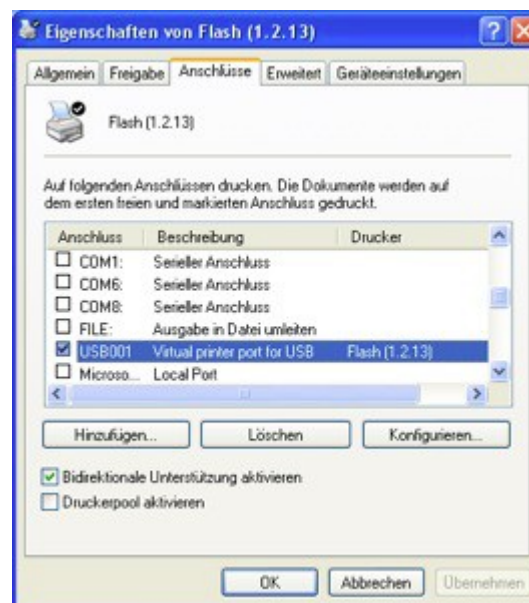 Eigenschaften von Flash (1.2.13)
Allgemein Freigabe Anschlüsse Erweitert Geräteeinstellungen
Flash (1.2.13)
Auf folgenden Anschlüssen drucken. Die Dokumente werden auf
dem ersten freien und markierten Anschluss gedruckt.
Anschluss Beschreibung Drucker
COM1: Serieller Anschluss
COM6: Serieller Anschluss
COM8: Serieller Anschluss
FILE: Ausgabe in Datei umleiten
USB001 Virtual printer port for USB Flash (1.2.13)
Microso... Local Port
Hinzufügen... Löschen Konfigurieren...
Bidirektionale Unterstützung aktivieren
Druckerpool aktivieren
OK Abbrechen Übernehmen